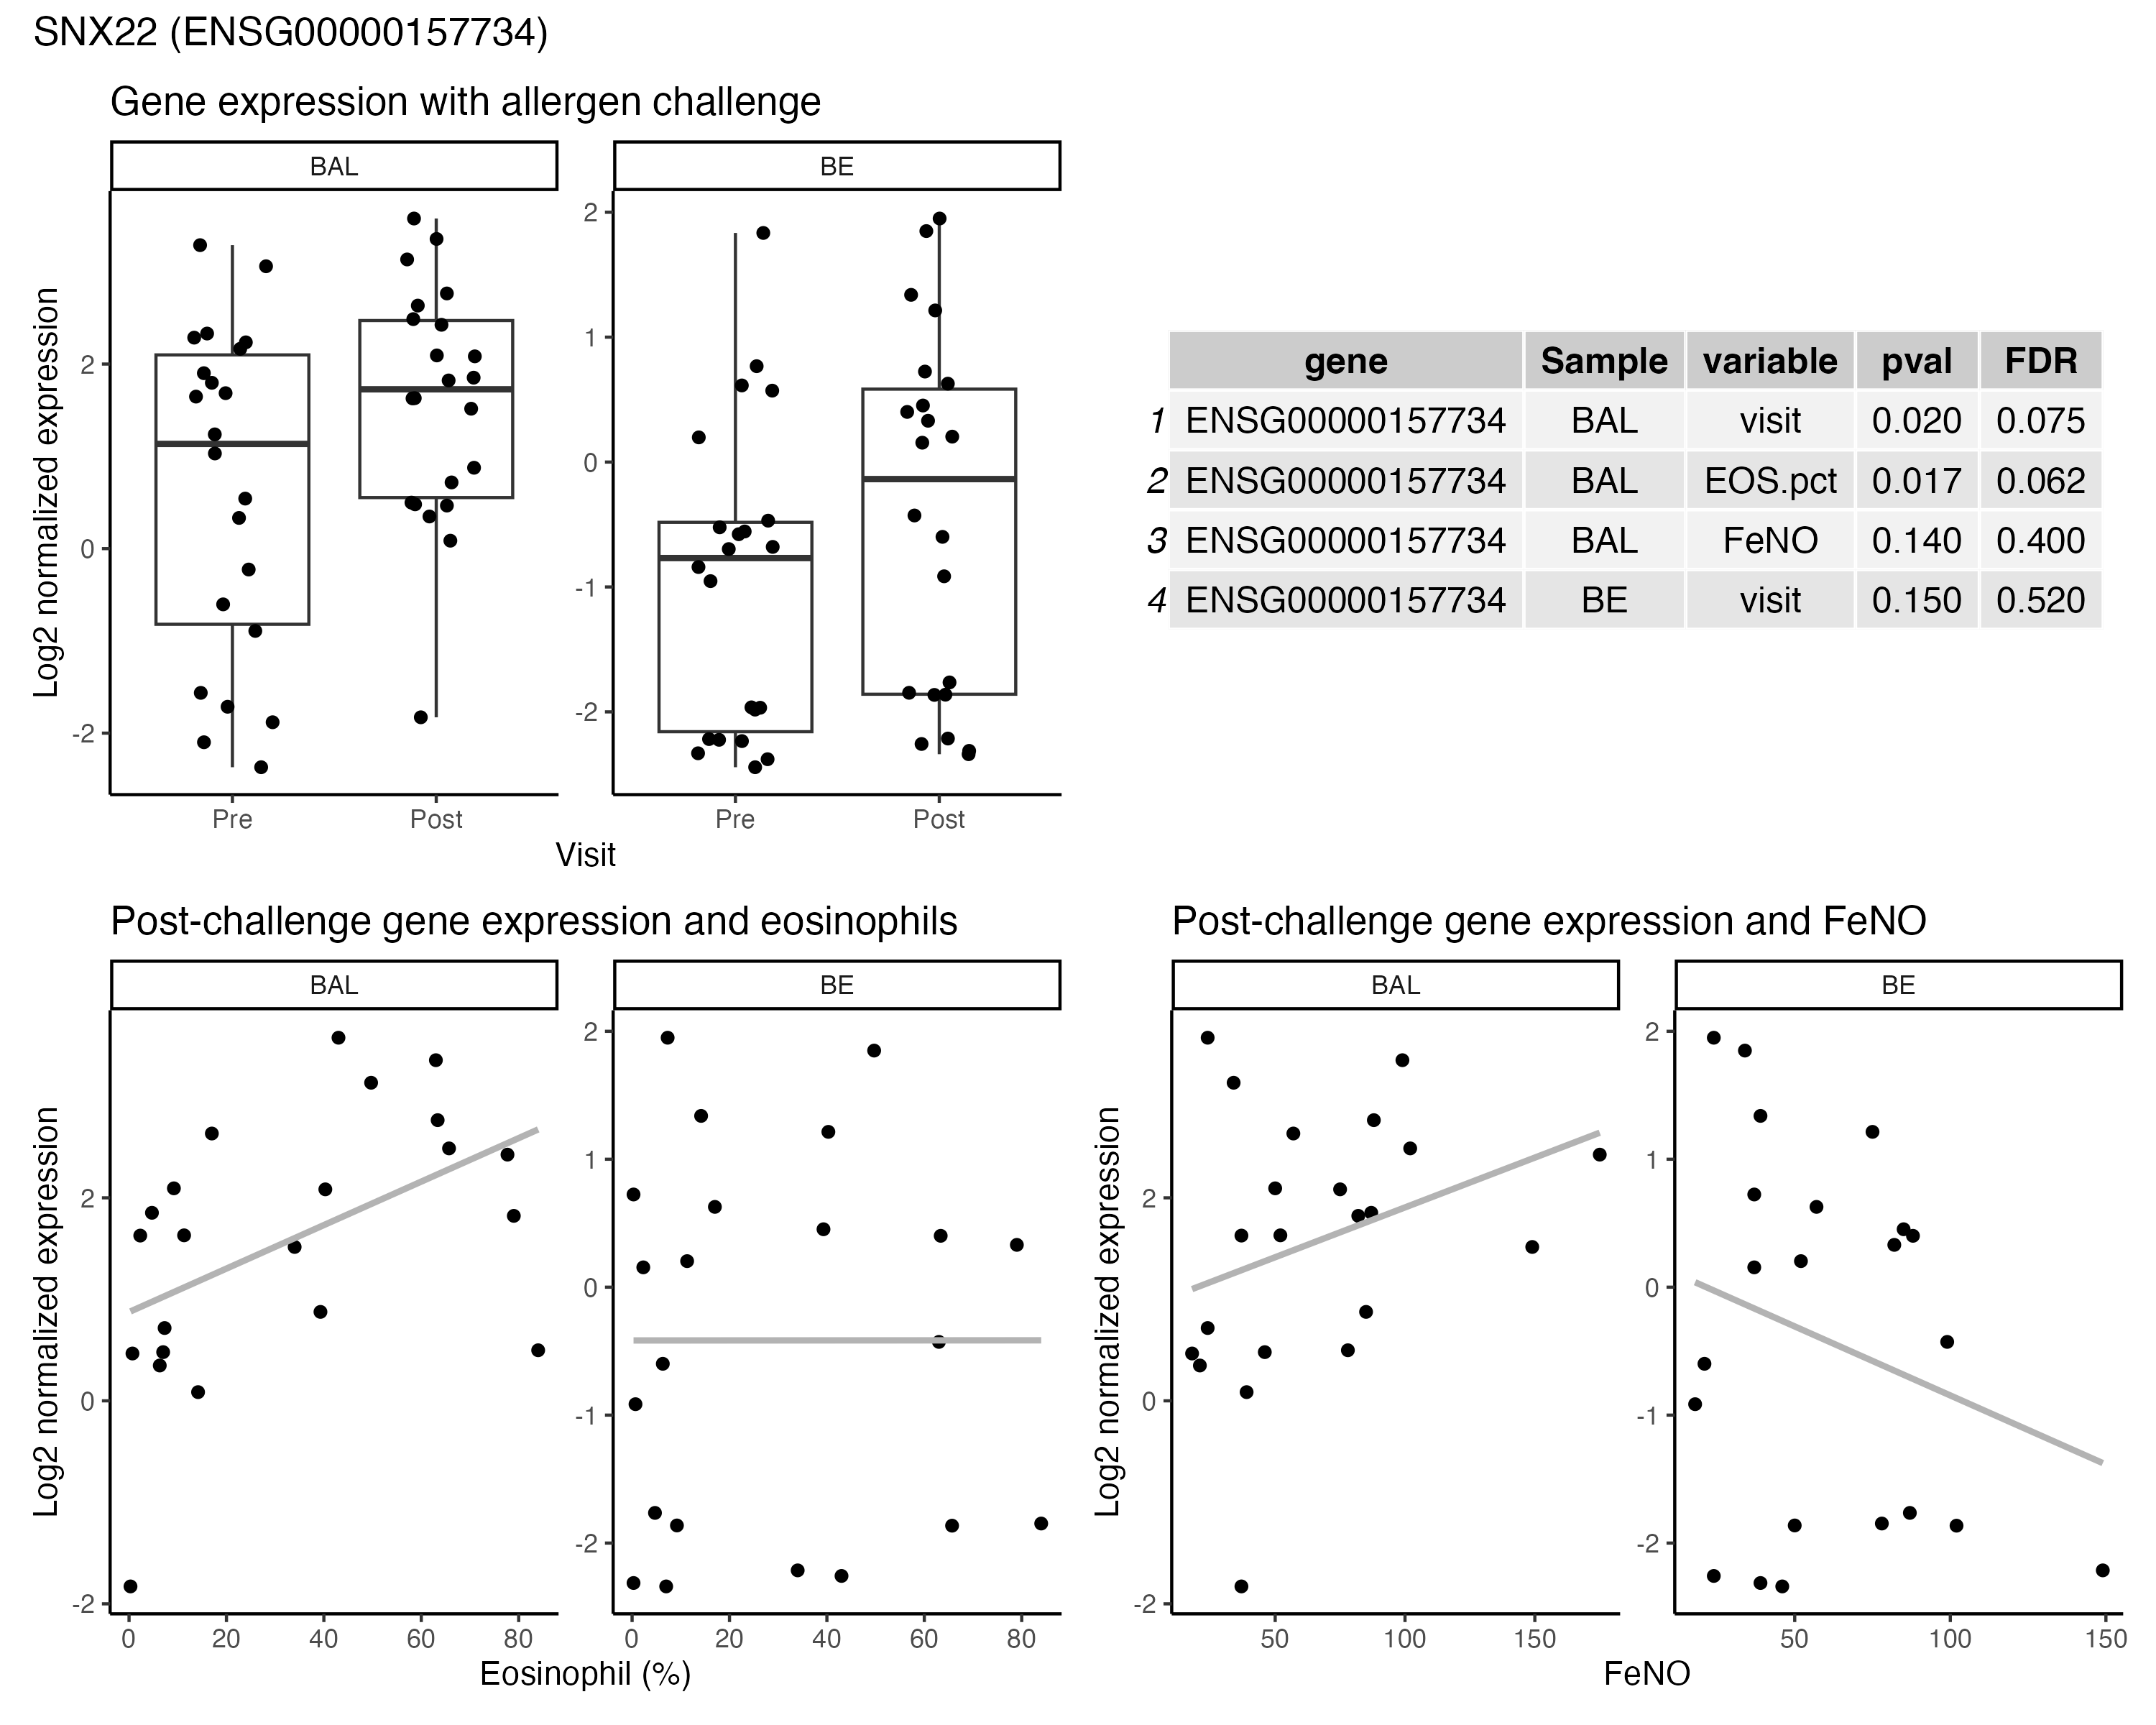 SNX22 (ENSG00000157734)
Gene expression with allergen challenge
BAL
BE
Log2 normalized expression
2
0
-2
2
1
0
-1
-2
Pre
Post
Pre
Post
Visit
gene Sample variable pval FDR
1 ENSG00000157734 BAL visit 0.020 0.075
2 ENSG00000157734 BAL EOS.pct 0.017 0.062
3 ENSG00000157734 BAL FeNO 0.140 0.400
4 ENSG00000157734 BE visit 0.150 0.520
Post-challenge gene expression and eosinophils
BAL
BE
Log2 normalized expression
2
0
-2
2
1
0
-1
-2
0 20 40 60 80
0 20 40 60 80
Eosinophil (%)
Post-challenge gene expression and FeNO
BAL
BE
Log2 normalized expression
2
0
-2
2
1
0
-1
-2
50 100 150
50 100 150
FeNO